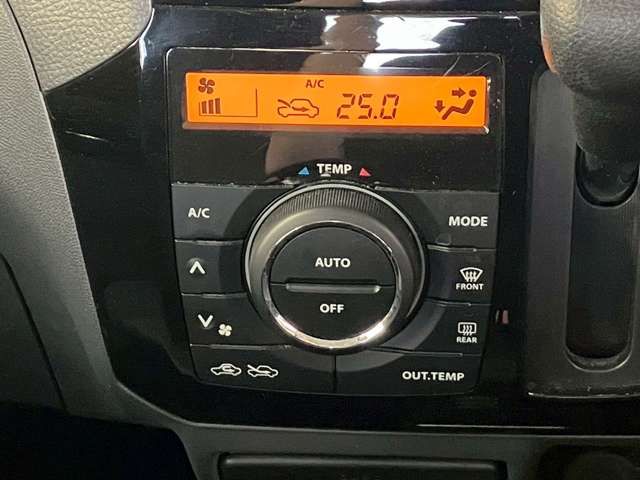 A/C
25.0
TEMP
A/C
MODE
AUTO
OFF
FRONT
REAR
OUT.TEMP